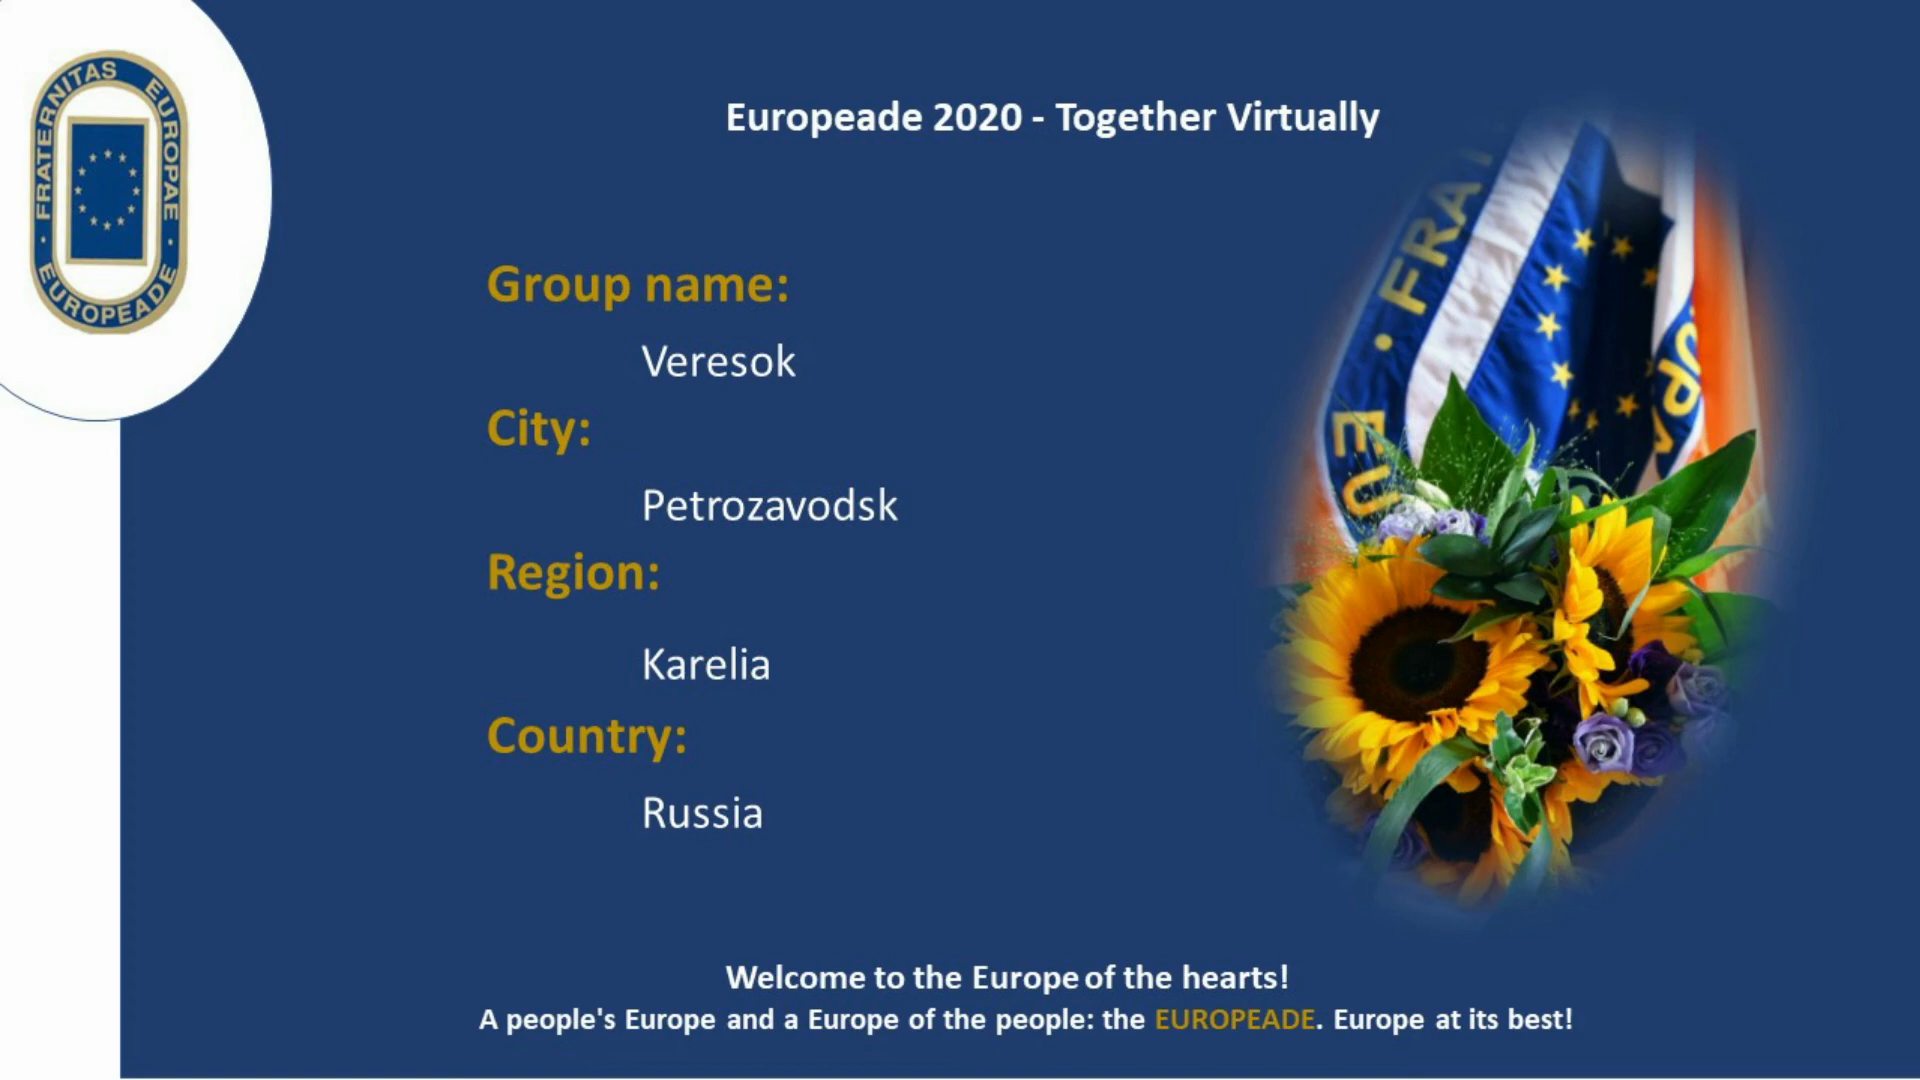 FRATERNITAS EUROPAE · EUROPEADE ·
Europeade 2020 - Together Virtually
Group name:
Veresok
City:
Petrozavodsk
Region:
Karelia
Country:
Russia
Welcome to the Europe of the hearts!
A people's Europe and a Europe of the people: the EUROPEADE. Europe at its best!